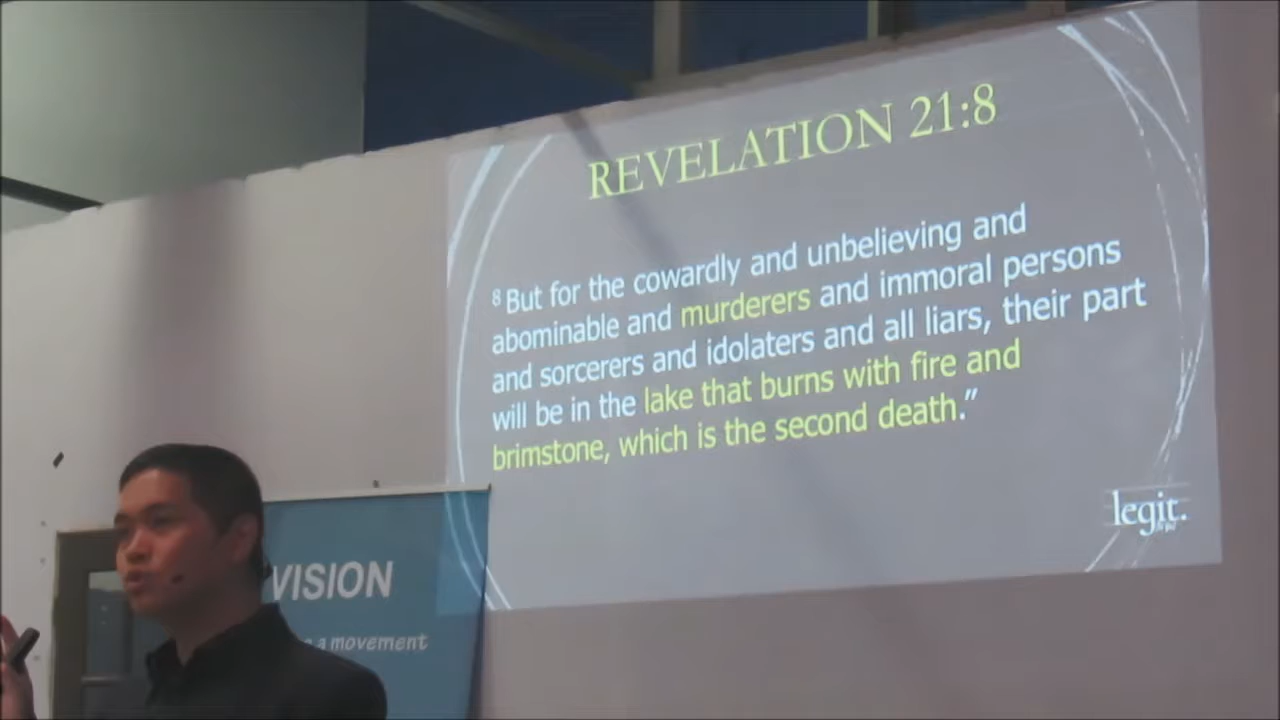 REVELATION 21:8
8 But for the cowardly and unbelieving and
abominable and murderers and immoral persons
and sorcerers and idolaters and all liars, their part
will be in the lake that burns with fire and
brimstone, which is the second death.”
legit.
VISION
a movement